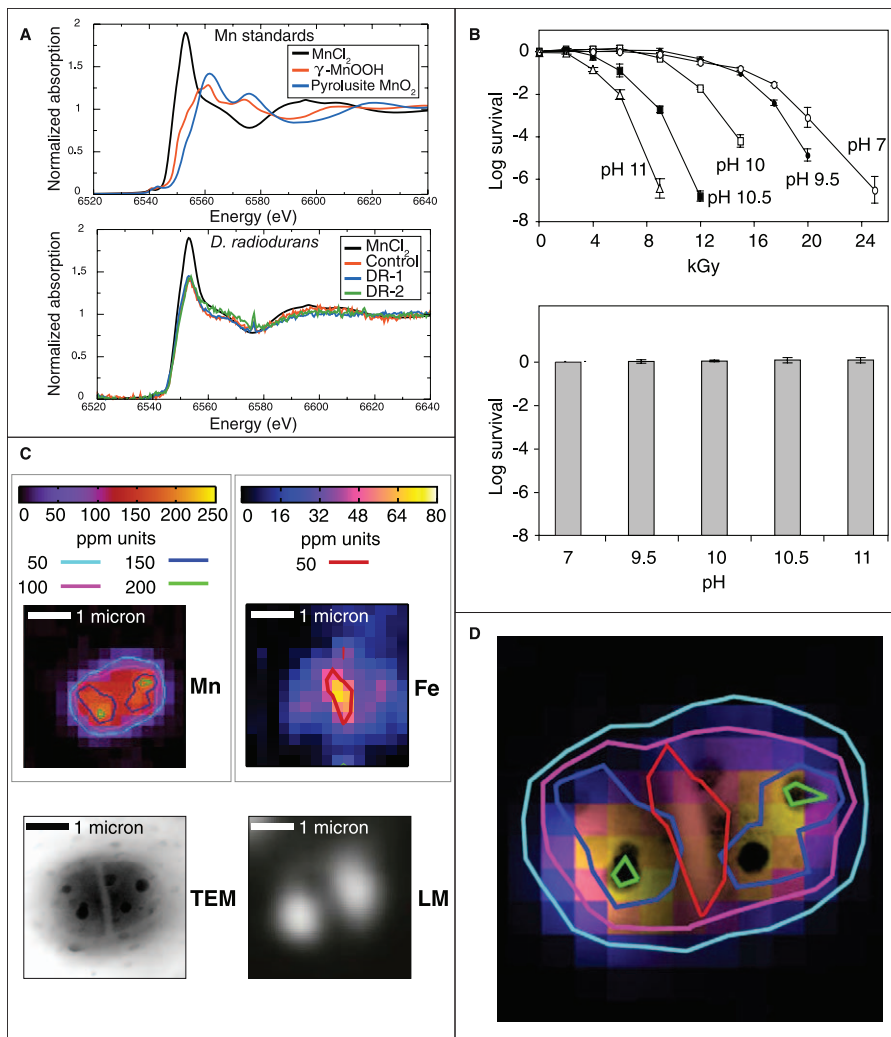 A
Mn standards
Normalized absorption
2
1.5
1
0.5
0
MnCl2
γ-MnOOH
Pyrolusite MnO2
6520 6540 6560 6580 6600 6620 6640
Energy (eV)
D. radiodurans
Normalized absorption
2
1.5
1
0.5
0
MnCl2
Control
DR-1
DR-2
6520 6540 6560 6580 6600 6620 6640
Energy (eV)
B
Log survival
0
-2
-4
-6
-8
pH 11
pH 10.5
pH 10
pH 9.5
pH 7
0 4 8 12 16 20 24
kGy
Log survival
0
-2
-4
-6
-8
7 9.5 10 10.5 11
pH
C
0 50 100 150 200 250
ppm units
50 150
100 200
1 micron
Mn
0 16 32 48 64 80
ppm units
50
1 micron
Fe
1 micron
TEM
1 micron
LM
D